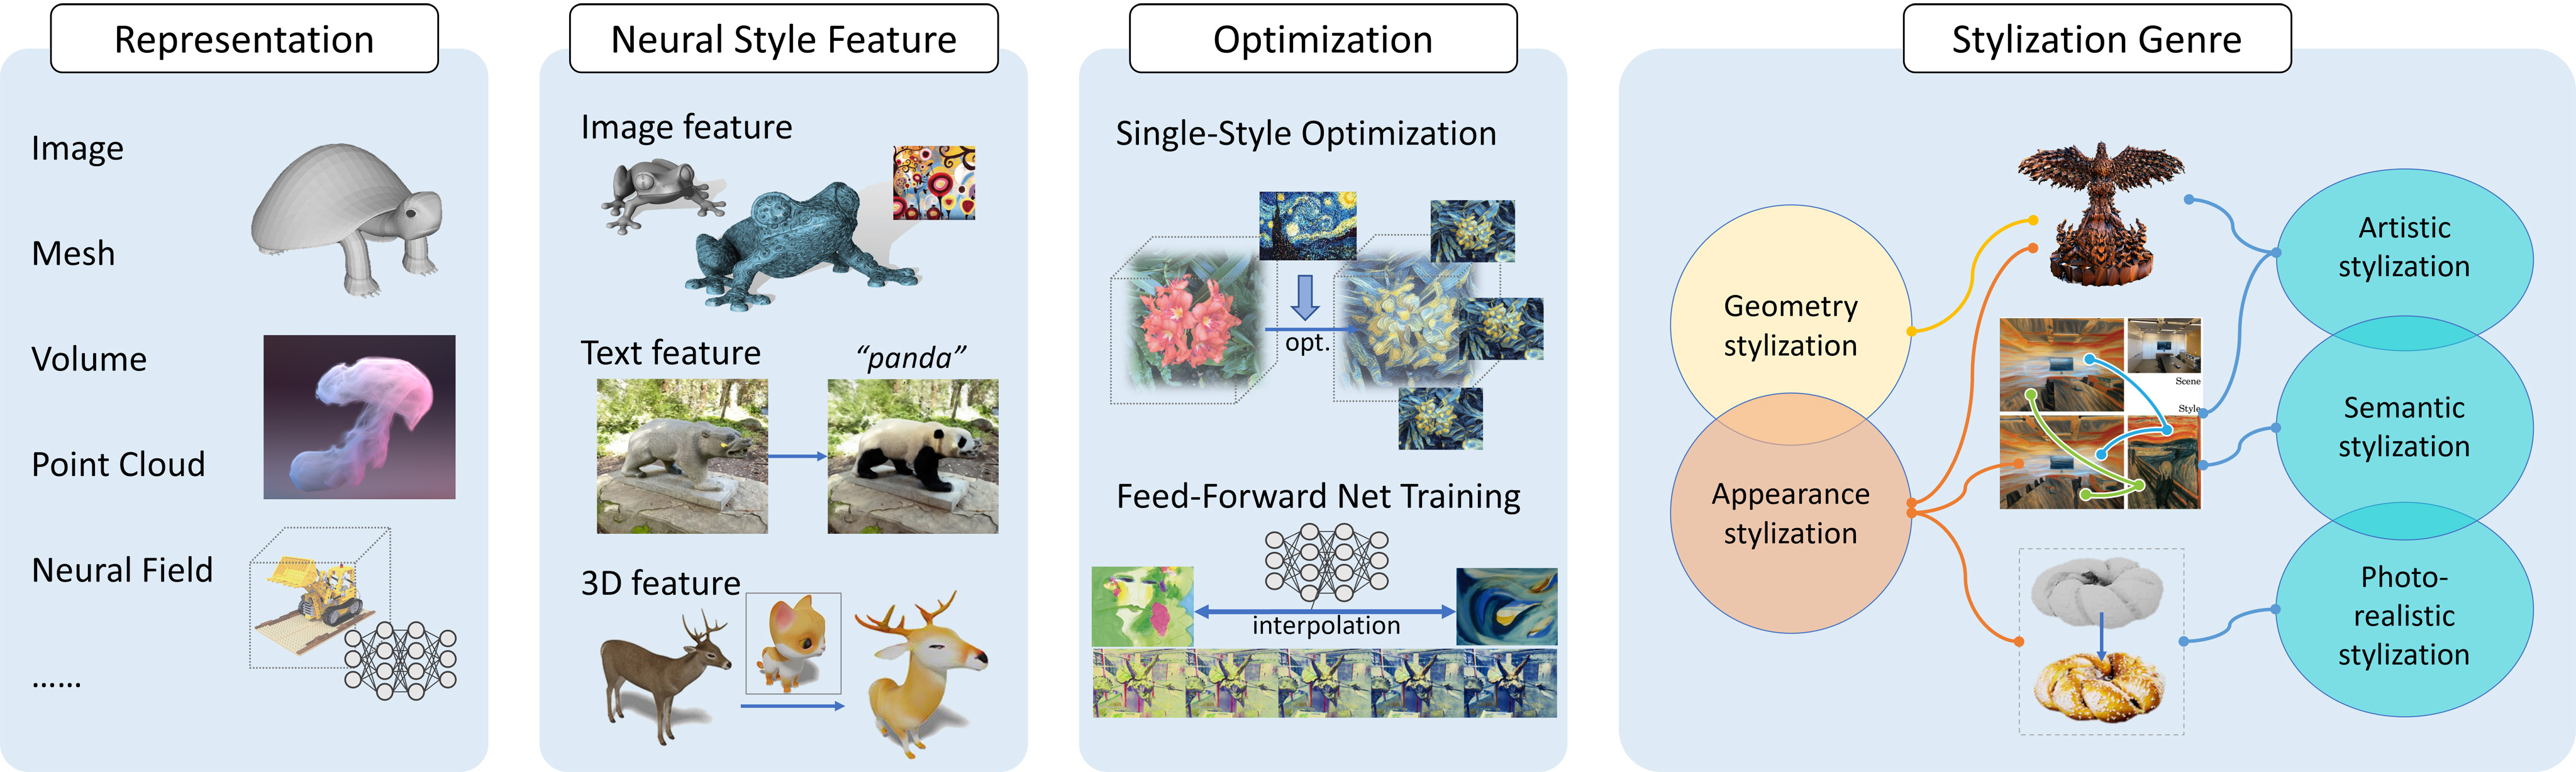 Representation
Image
Mesh
Volume
Point Cloud
Neural Field
......
Neural Style Feature
Image feature
Text feature
“panda”
3D feature
Optimization
Single-Style Optimization
opt.
Feed-Forward Net Training
interpolation
Stylization Genre
Geometry
stylization
Appearance
stylization
Scene
Style
Artistic
stylization
Semantic
stylization
Photo-
realistic
stylization